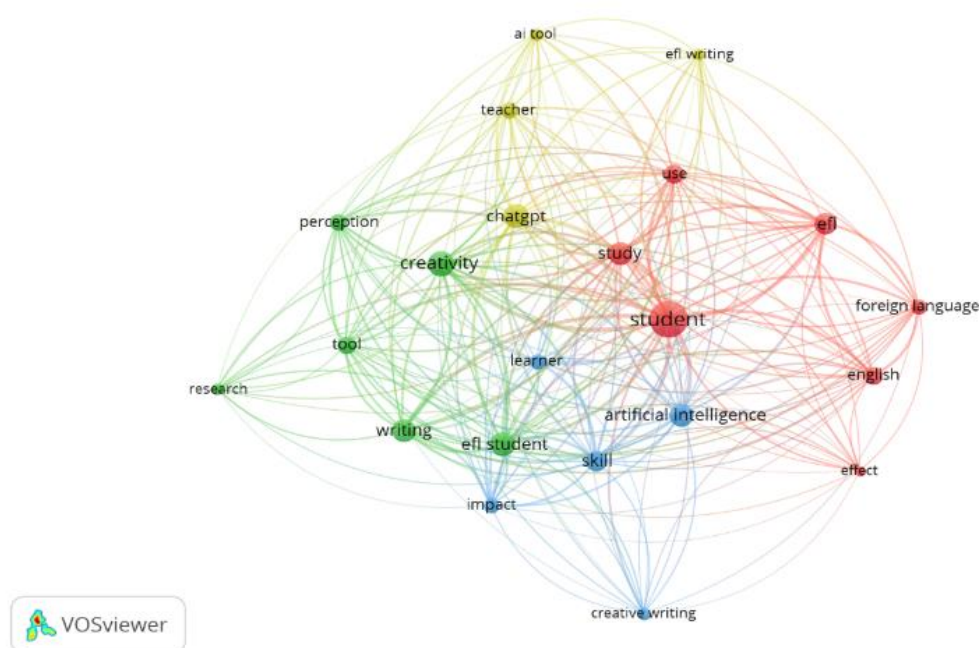 ai tool
efl writing
teacher
use
perception
chatgpt
efl
study
creativity
foreign language
student
tool
learner
english
research
artificial intelligence
writing
efl student
skill
effect
impact
creative writing
VOSviewer